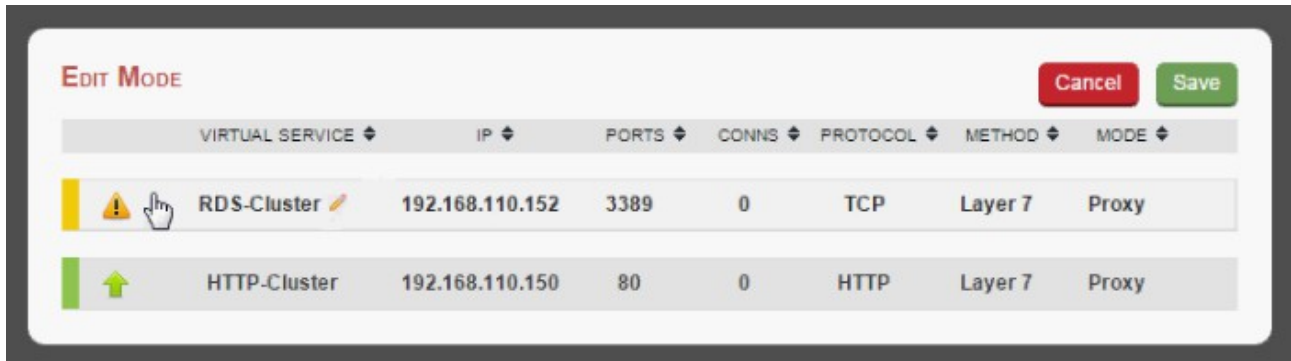 Edit Mode
Cancel Save
VIRTUAL SERVICE IP PORTS CONNS PROTOCOL METHOD MODE
RDS-Cluster 192.168.110.152 3389 0 TCP Layer 7 Proxy
HTTP-Cluster 192.168.110.150 80 0 HTTP Layer 7 Proxy